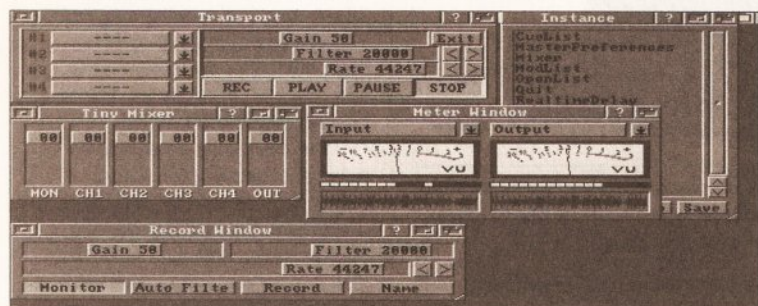 Transport ?
#1 ----
#2 ----
#3 ----
#4 ----
Gain 50 Exit
Filter 20000 < >
Rate 44247 < >
REC PLAY PAUSE STOP
Instance ?
CueList
MasterPreferences
Mixer
ModList
OpenList
Quit
RealtimeDelay
Save
Tiny Mixer ?
00 00 00 00 00 00
MON CH1 CH2 CH3 CH4 OUT
Meter Window ?
Input Output
VU VU
Record Window ?
Gain 50 Filter 20000
Rate 44247 < >
Monitor Auto Filte Record Name